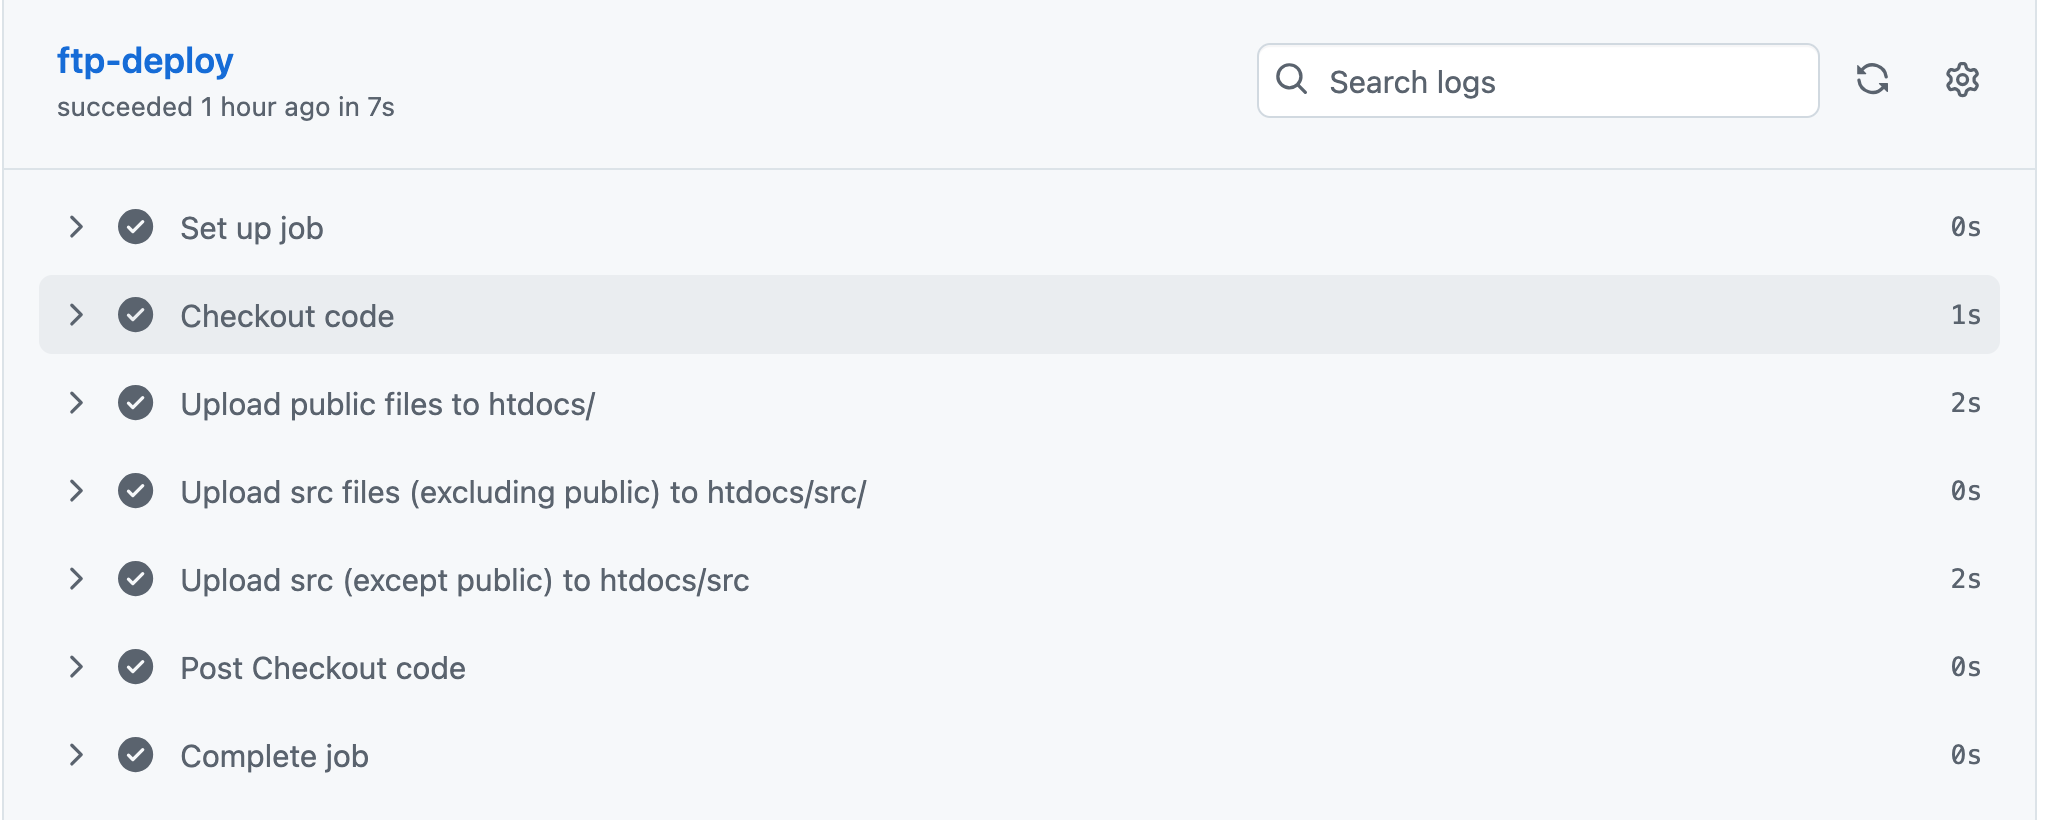 ftp-deploy
succeeded 1 hour ago in 7s
Search logs
Set up job 0s
Checkout code 1s
Upload public files to htdocs/ 2s
Upload src files (excluding public) to htdocs/src/ 0s
Upload src (except public) to htdocs/src 2s
Post Checkout code 0s
Complete job 0s